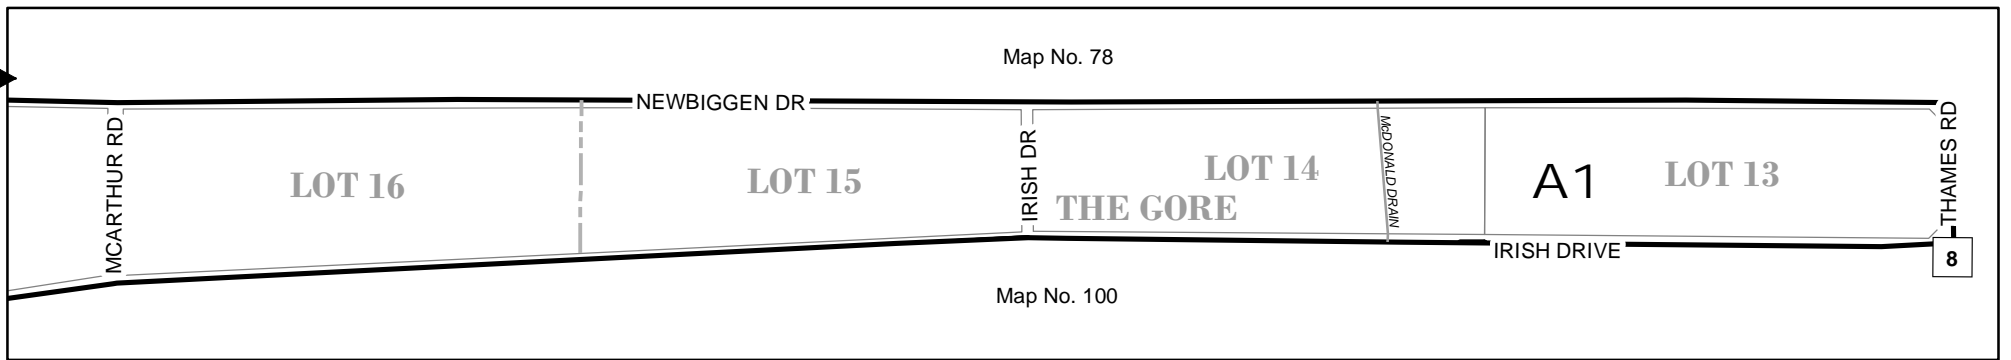 Map No. 78
NEWBIGGEN DR
MCARTHUR RD
LOT 16
LOT 15
IRISH DR
LOT 14
THE GORE
McDONALD DRAIN
A1
LOT 13
THAMES RD
IRISH DRIVE
8
Map No. 100